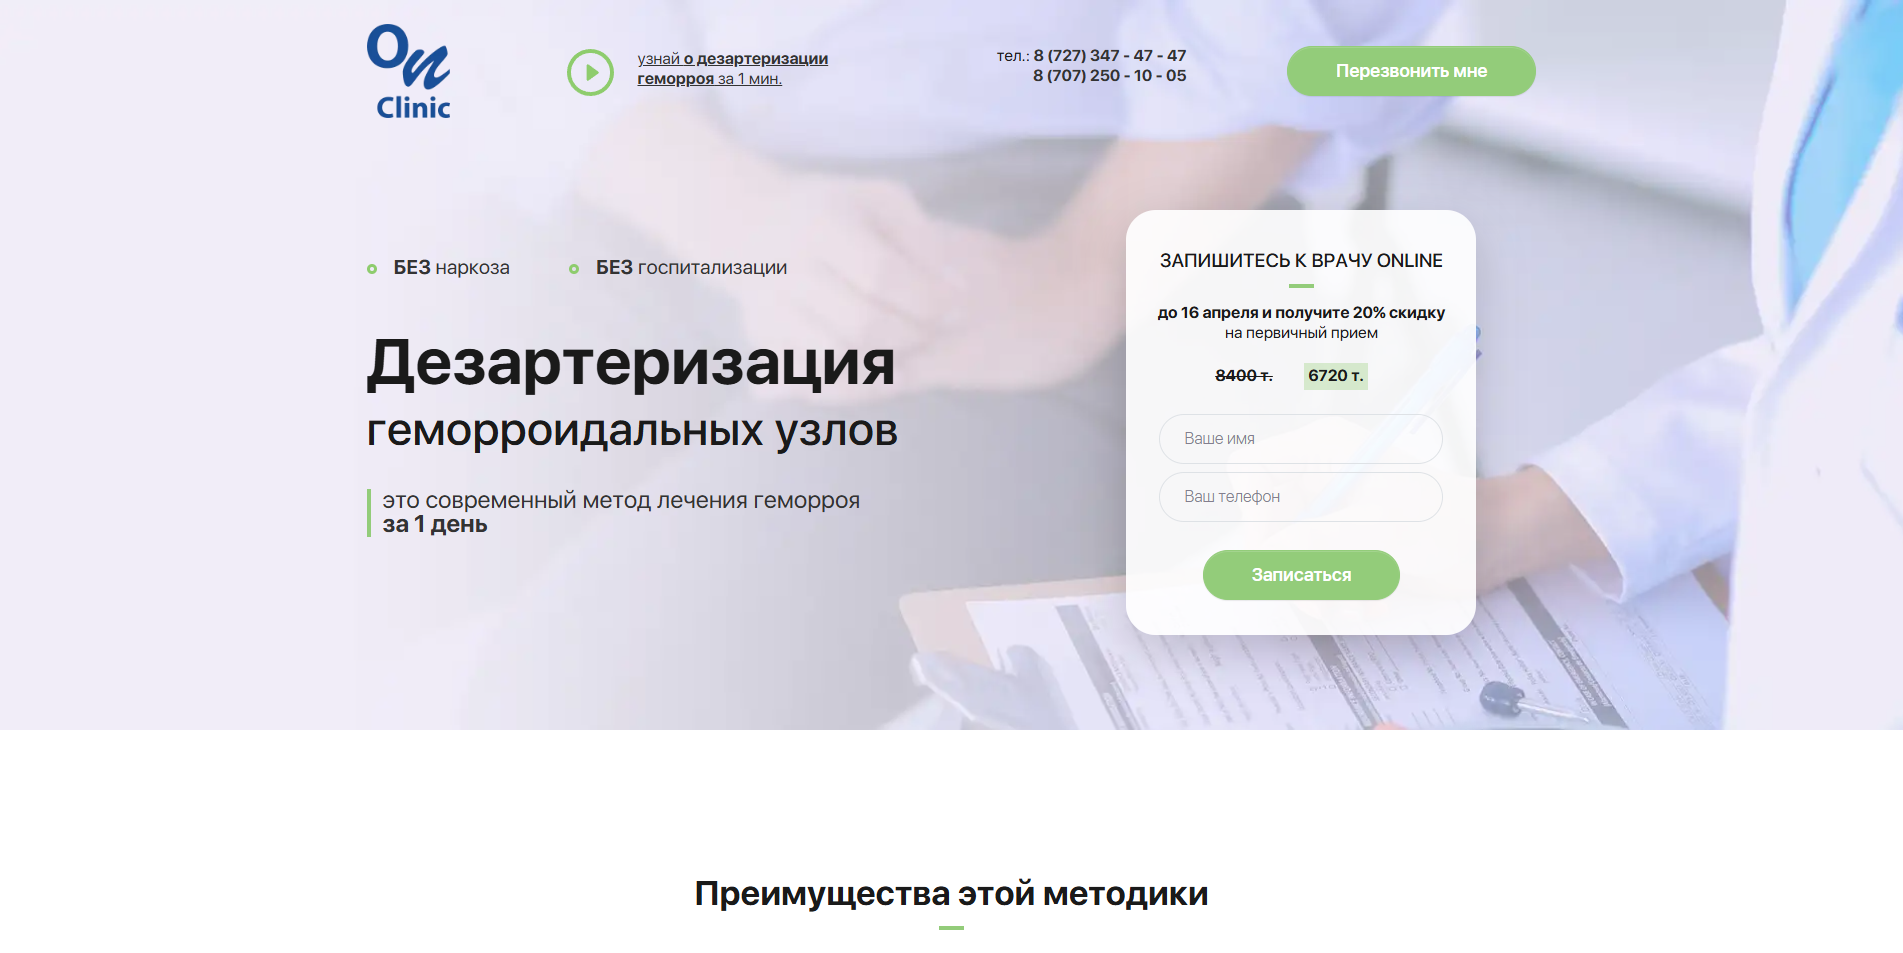 On
Clinic
узнай о дезартеризации
геморроя за 1 мин.
тел.: 8 (727) 347 - 47 - 47
8 (707) 250 - 10 - 05
Перезвонить мне
БЕЗ наркоза
БЕЗ госпитализации
Дезартеризация
геморроидальных узлов
это современный метод лечения геморроя
за 1 день
ЗАПИШИТЕСЬ К ВРАЧУ ONLINE
до 16 апреля и получите 20% скидку
на первичный прием
8400 т.
6720 т.
Ваше имя
Ваш телефон
Записаться
Преимущества этой методики